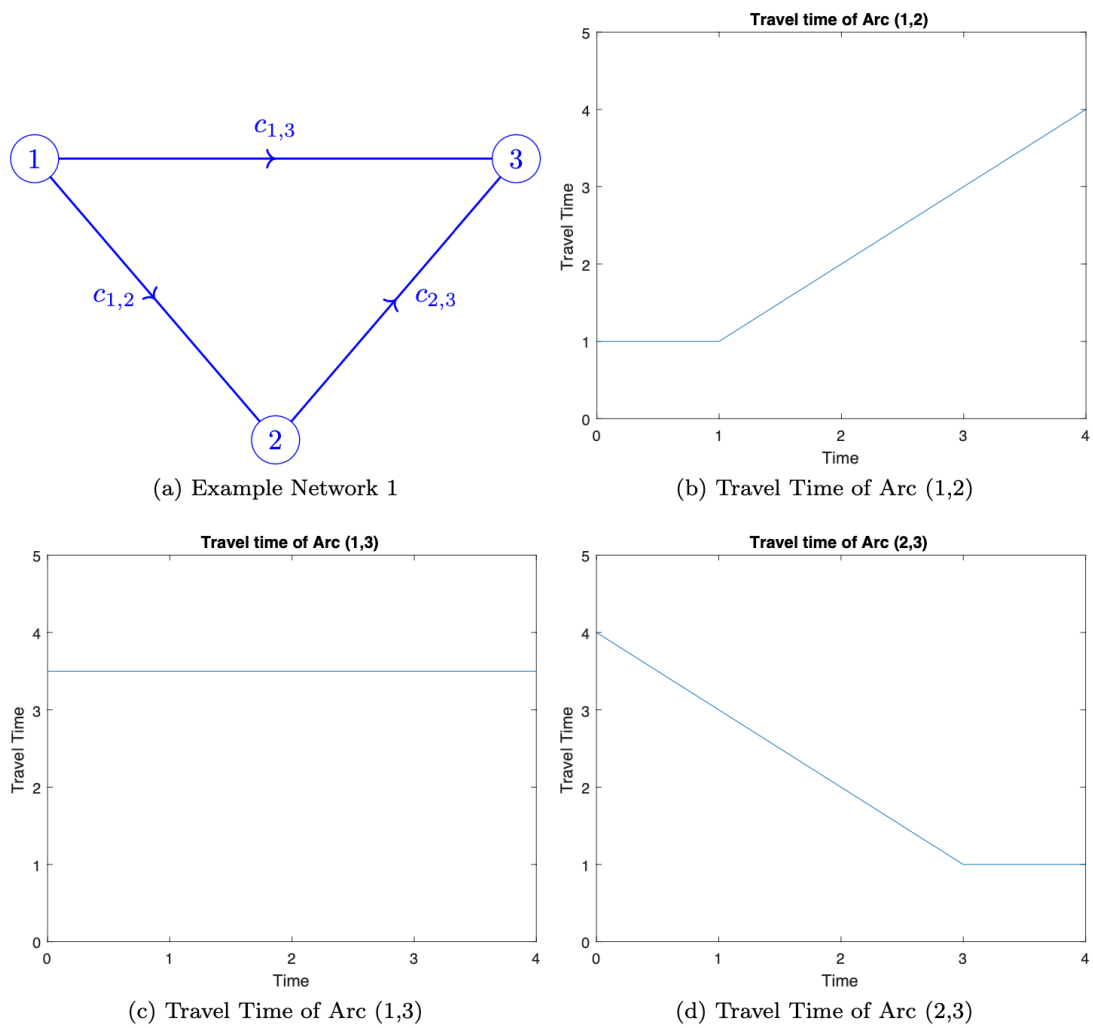 c1,3
1
3
c1,2
c2,3
2
(a) Example Network 1
Travel time of Arc (1,2)
5
4
3
2
1
0
Travel Time
0 1 2 3 4
Time
(b) Travel Time of Arc (1,2)
Travel time of Arc (1,3)
5
4
3
2
1
0
Travel Time
0 1 2 3 4
Time
(c) Travel Time of Arc (1,3)
Travel time of Arc (2,3)
5
4
3
2
1
0
Travel Time
0 1 2 3 4
Time
(d) Travel Time of Arc (2,3)